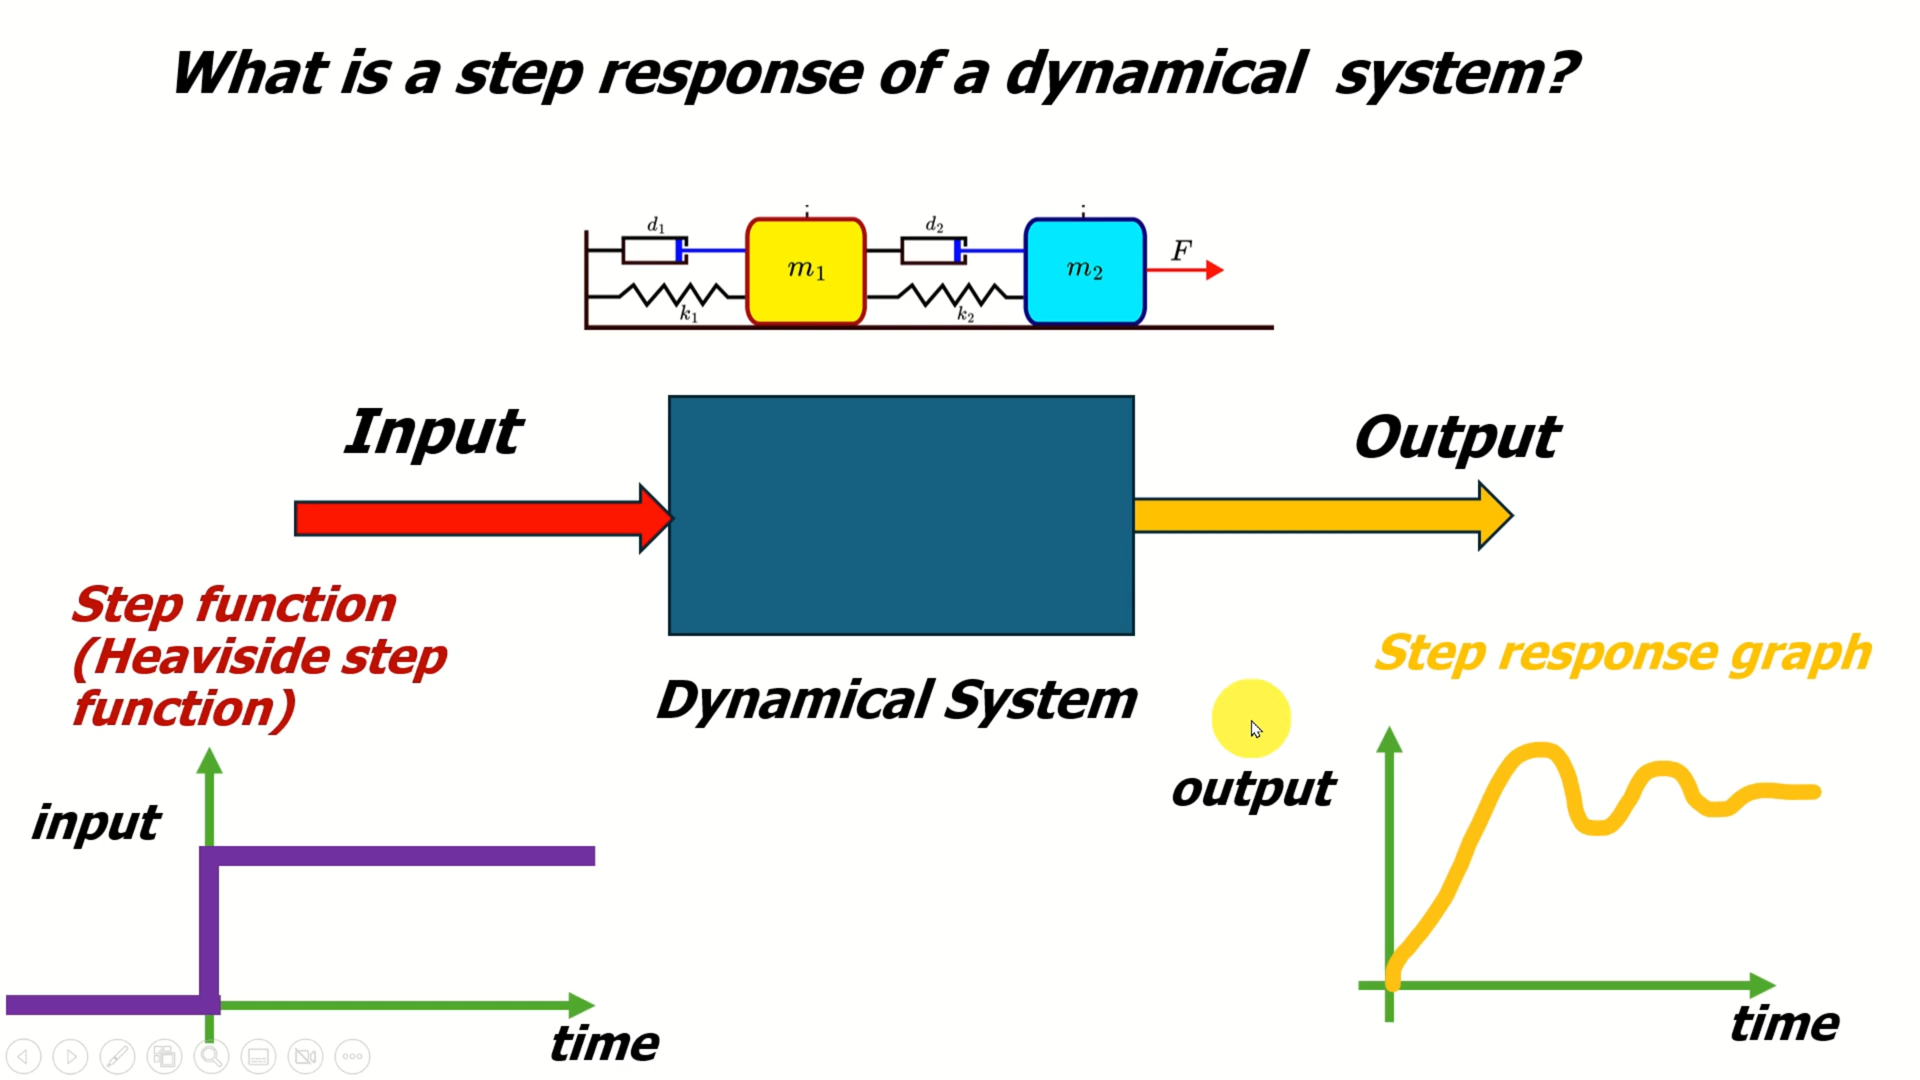 What is a step response of a dynamical system?
d₁
d₂
m₁
m₂
F
k₁
k₂
Input
Output
Step function
(Heaviside step
function)
Step response graph
Dynamical System
input
output
time
time